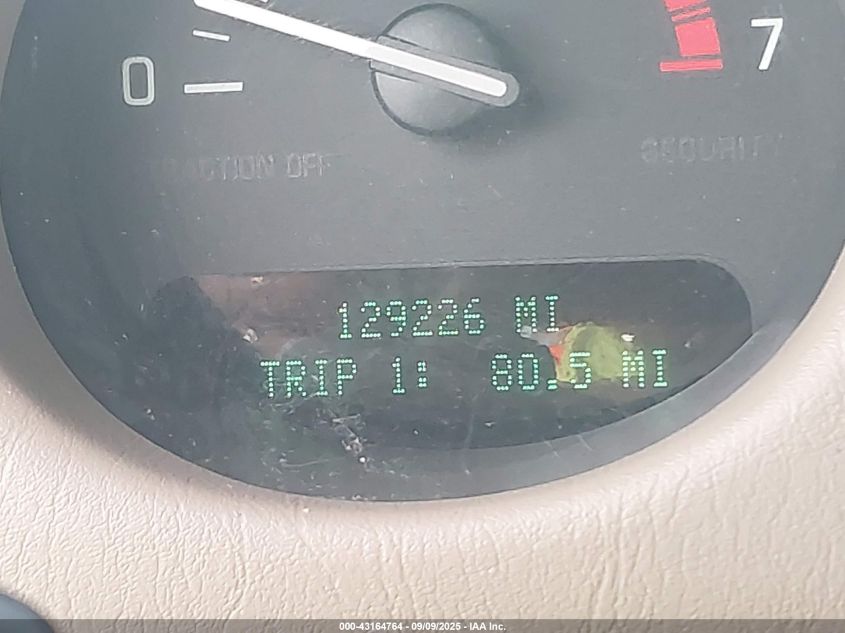 0
7
TRACTION OFF
SECURITY
129226 MI
TRIP 1: 80.5 MI
000-43164764 - 09/09/2025 - IAA Inc.